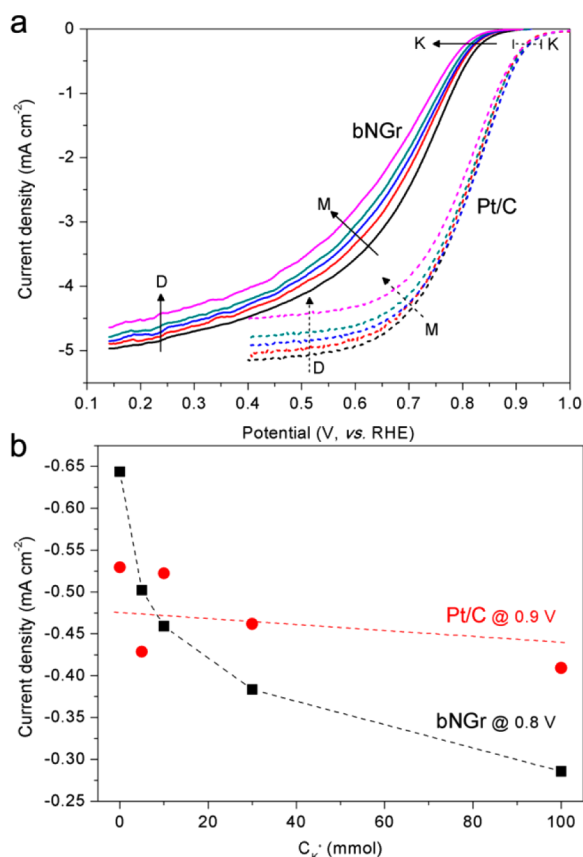 a
0
-1
-2
-3
-4
-5
Current density (mA cm⁻²)
K
K
bNGr
Pt/C
M
M
D
D
0.1 0.2 0.3 0.4 0.5 0.6 0.7 0.8 0.9 1.0
Potential (V, vs. RHE)
b
-0.65
-0.60
-0.55
-0.50
-0.45
-0.40
-0.35
-0.30
-0.25
Current density (mA cm⁻²)
Pt/C @ 0.9 V
bNGr @ 0.8 V
0 20 40 60 80 100
C_K⁺ (mmol)